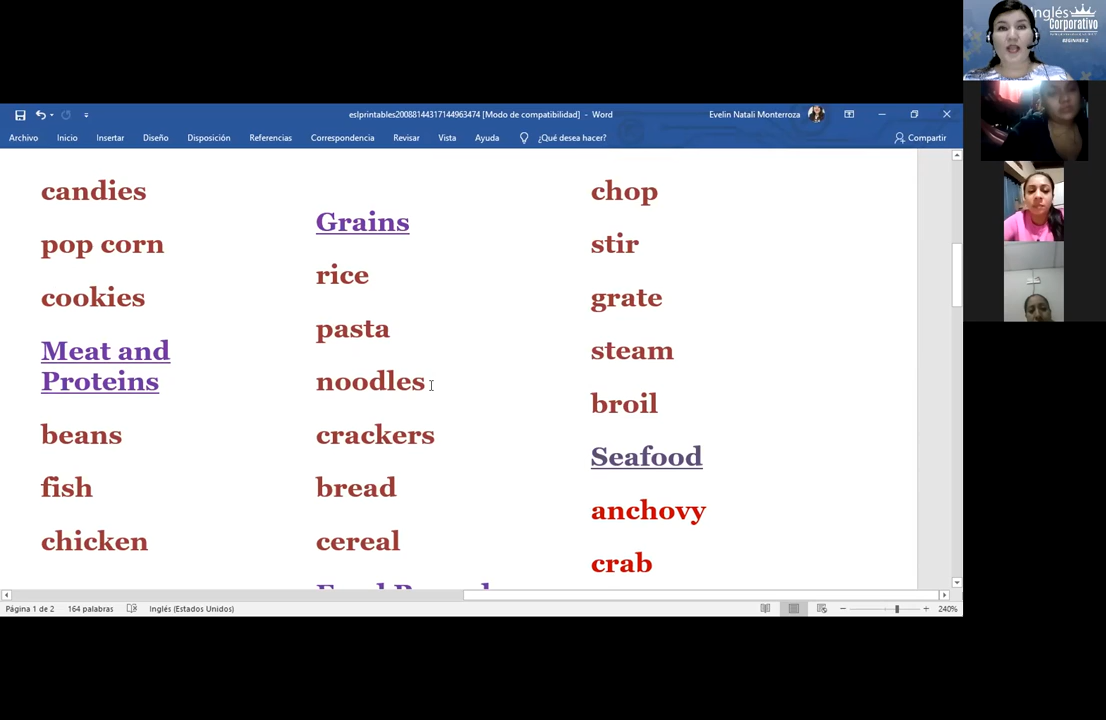 Inglés
Corporativo
BEGINNER 2
eslprintables20088144317144963474 [Modo de compatibilidad] - Word
Evelin Natali Monterroza
Archivo Inicio Insertar Diseño Disposición Referencias Correspondencia Revisar Vista Ayuda ¿Qué desea hacer? Compartir
candies
pop corn
cookies
Meat and
Proteins
beans
fish
chicken
Grains
rice
pasta
noodles
crackers
bread
cereal
chop
stir
grate
steam
broil
Seafood
anchovy
crab
Página 1 de 2 164 palabras Inglés (Estados Unidos) 240%